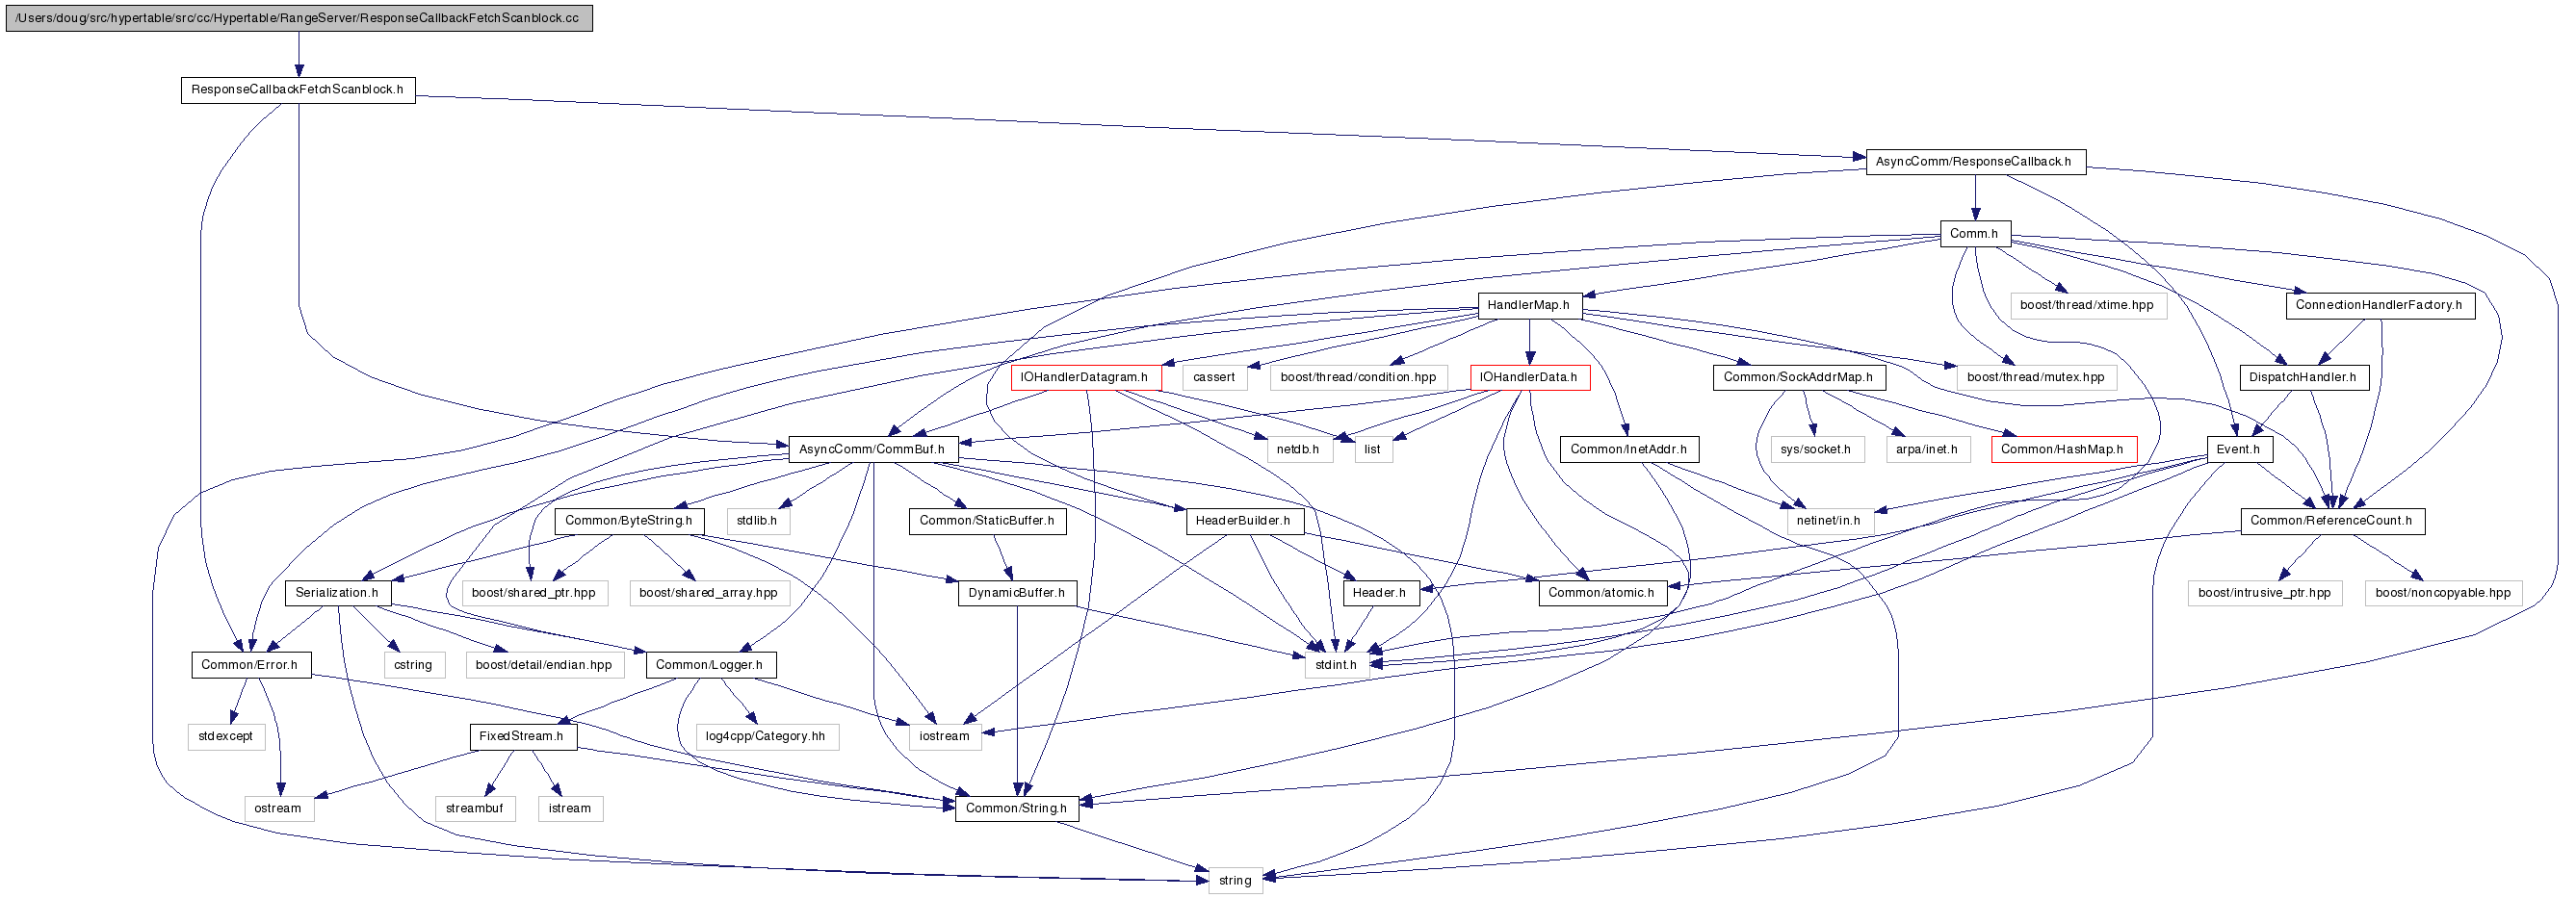 /Users/doug/src/hypertable/src/cc/Hypertable/RangeServer/ResponseCallbackFetchScanblock.cc
ResponseCallbackFetchScanblock.h
AsyncComm/ResponseCallback.h
Comm.h
HandlerMap.h
boost/thread/xtime.hpp
ConnectionHandlerFactory.h
IOHandlerDatagram.h
cassert
boost/thread/condition.hpp
IOHandlerData.h
Common/SockAddrMap.h
boost/thread/mutex.hpp
DispatchHandler.h
AsyncComm/CommBuf.h
netdb.h
list
Common/InetAddr.h
sys/socket.h
arpa/inet.h
Common/HashMap.h
Event.h
Common/ByteString.h
stdlib.h
Common/StaticBuffer.h
HeaderBuilder.h
netinet/in.h
Common/ReferenceCount.h
Serialization.h
boost/shared_ptr.hpp
boost/shared_array.hpp
DynamicBuffer.h
Header.h
Common/atomic.h
boost/intrusive_ptr.hpp
boost/noncopyable.hpp
Common/Error.h
cstring
boost/detail/endian.hpp
Common/Logger.h
stdint.h
stdexcept
FixedStream.h
log4cpp/Category.hh
iostream
ostream
streambuf
istream
Common/String.h
string